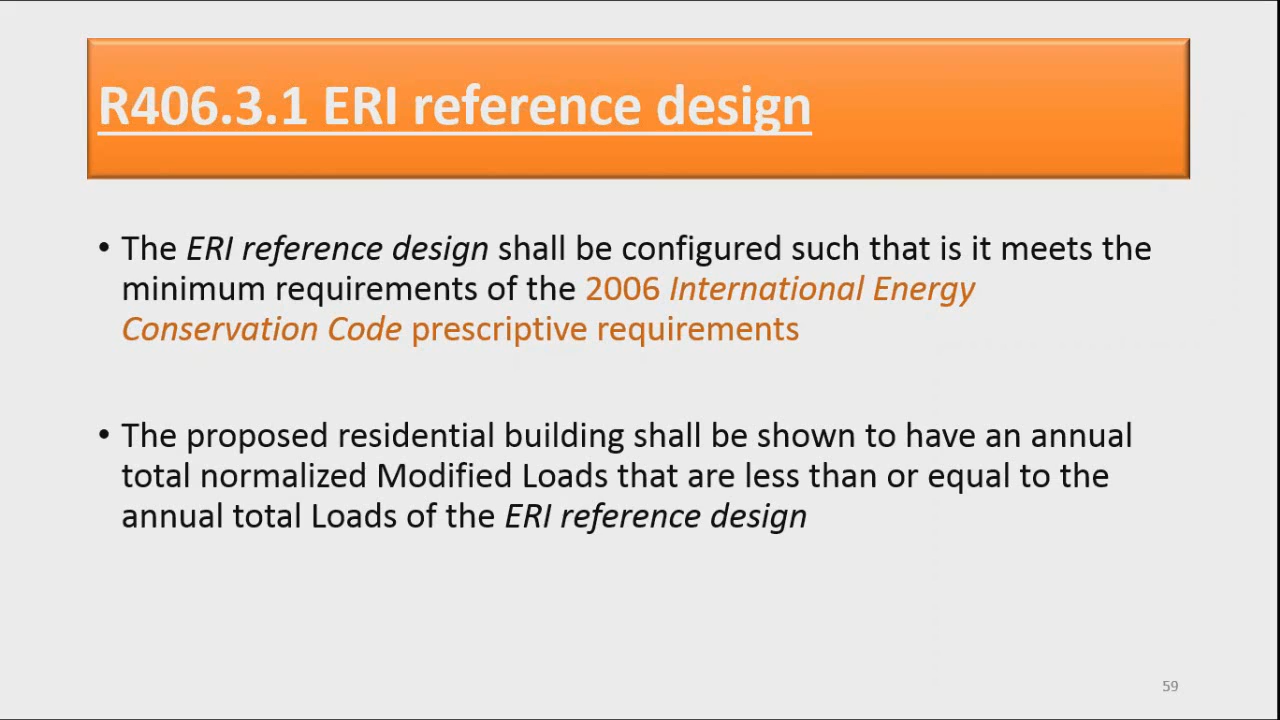 R406.3.1 ERI reference design
• The ERI reference design shall be configured such that is it meets the
minimum requirements of the 2006 International Energy
Conservation Code prescriptive requirements
• The proposed residential building shall be shown to have an annual
total normalized Modified Loads that are less than or equal to the
annual total Loads of the ERI reference design
59